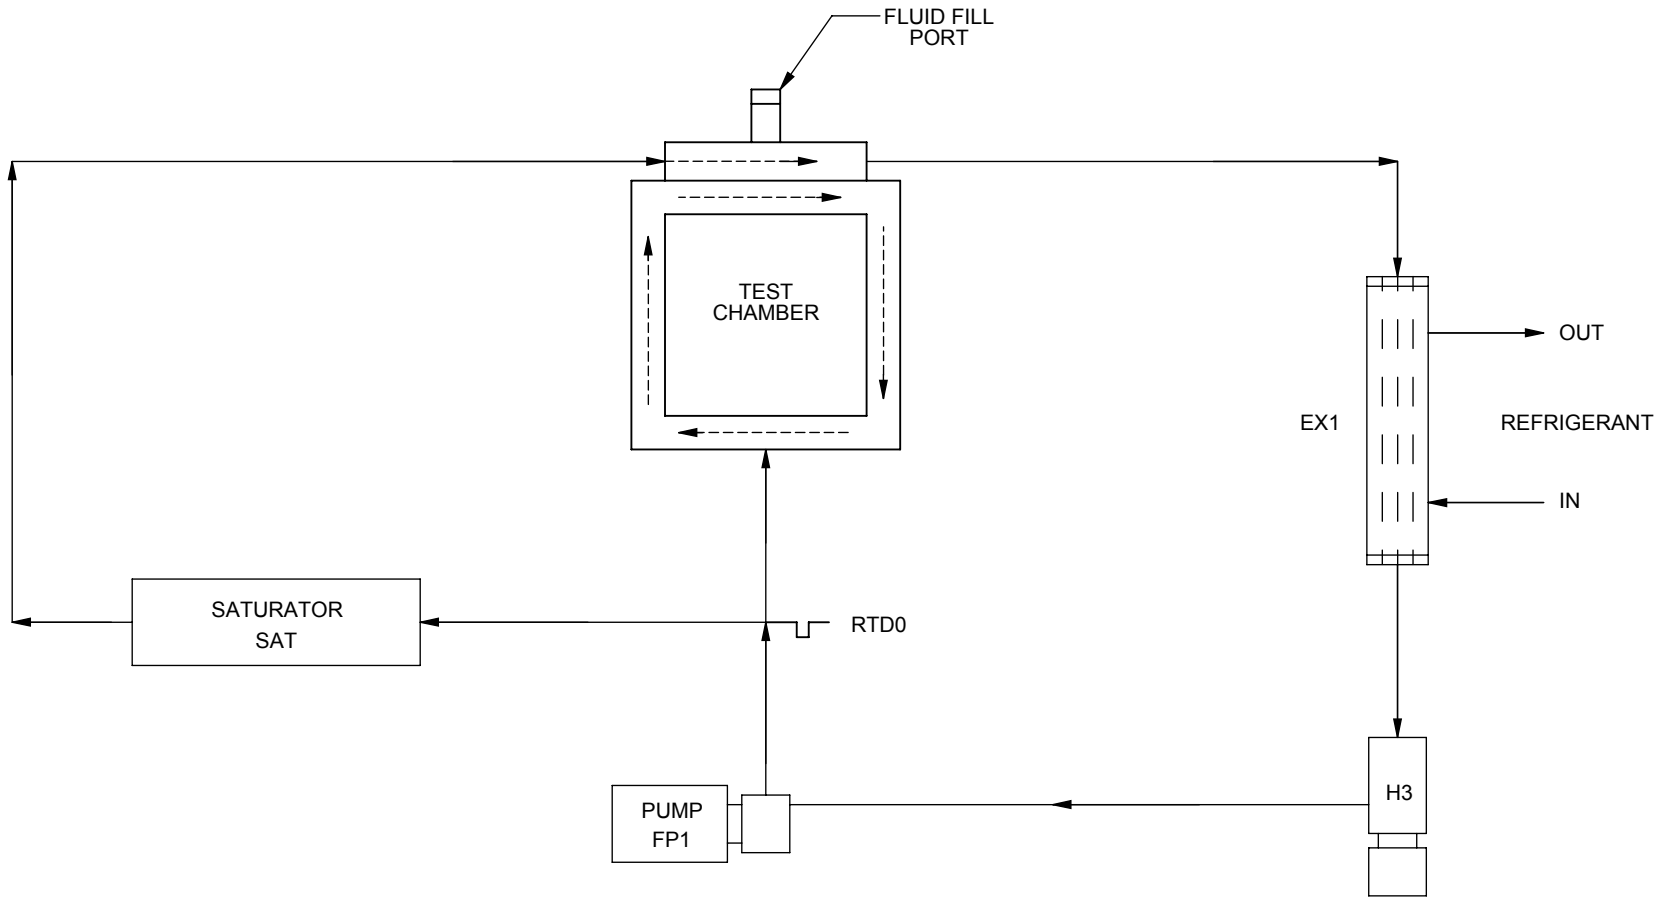 FLUID FILL
PORT
TEST
CHAMBER
OUT
EX1
REFRIGERANT
IN
SATURATOR
SAT
RTD0
PUMP
FP1
H3